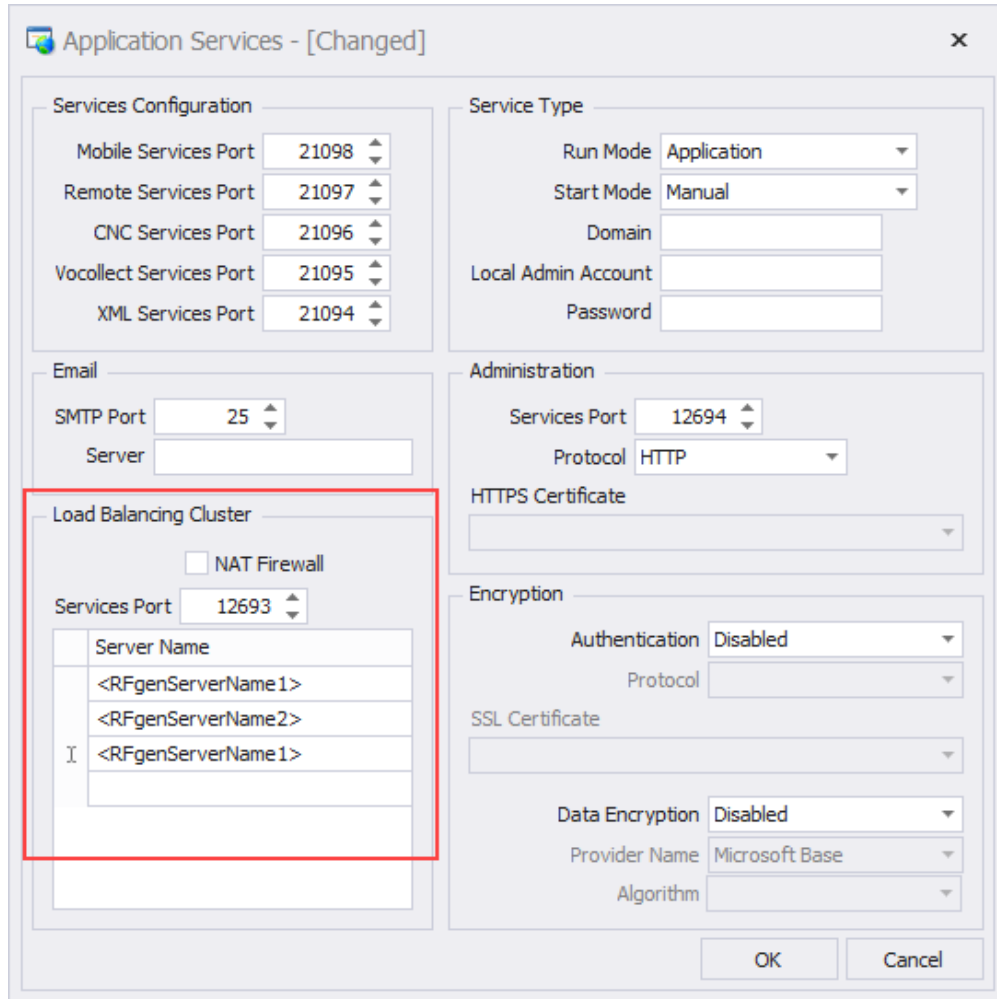 Application Services - [Changed]
Services Configuration
Mobile Services Port 21098
Remote Services Port 21097
CNC Services Port 21096
Vocollect Services Port 21095
XML Services Port 21094
Service Type
Run Mode Application
Start Mode Manual
Domain
Local Admin Account
Password
Email
SMTP Port 25
Server
Administration
Services Port 12694
Protocol HTTP
HTTPS Certificate
Load Balancing Cluster
NAT Firewall
Services Port 12693
Server Name
<RFgenServerName1>
<RFgenServerName2>
<RFgenServerName1>
Encryption
Authentication Disabled
Protocol
SSL Certificate
Data Encryption Disabled
Provider Name Microsoft Base
Algorithm
OK Cancel